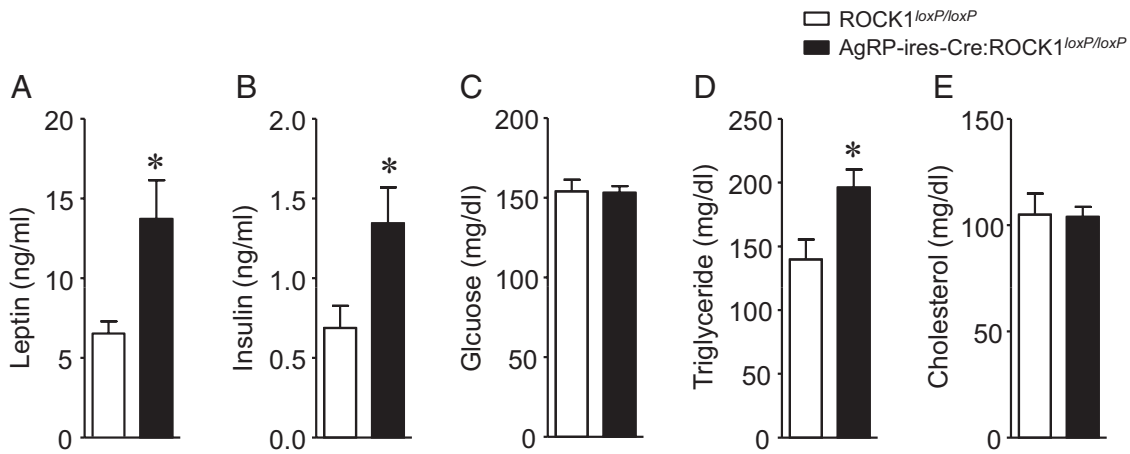 ROCK1loxP/loxP
AgRP-ires-Cre:ROCK1loxP/loxP
A
Leptin (ng/ml)
20
15
10
5
0
*
B
Insulin (ng/ml)
2.0
1.5
1.0
0.5
0.0
*
C
Glcuose (mg/dl)
200
150
100
50
0
D
Triglyceride (mg/dl)
250
200
150
100
50
0
*
E
Cholesterol (mg/dl)
150
100
50
0